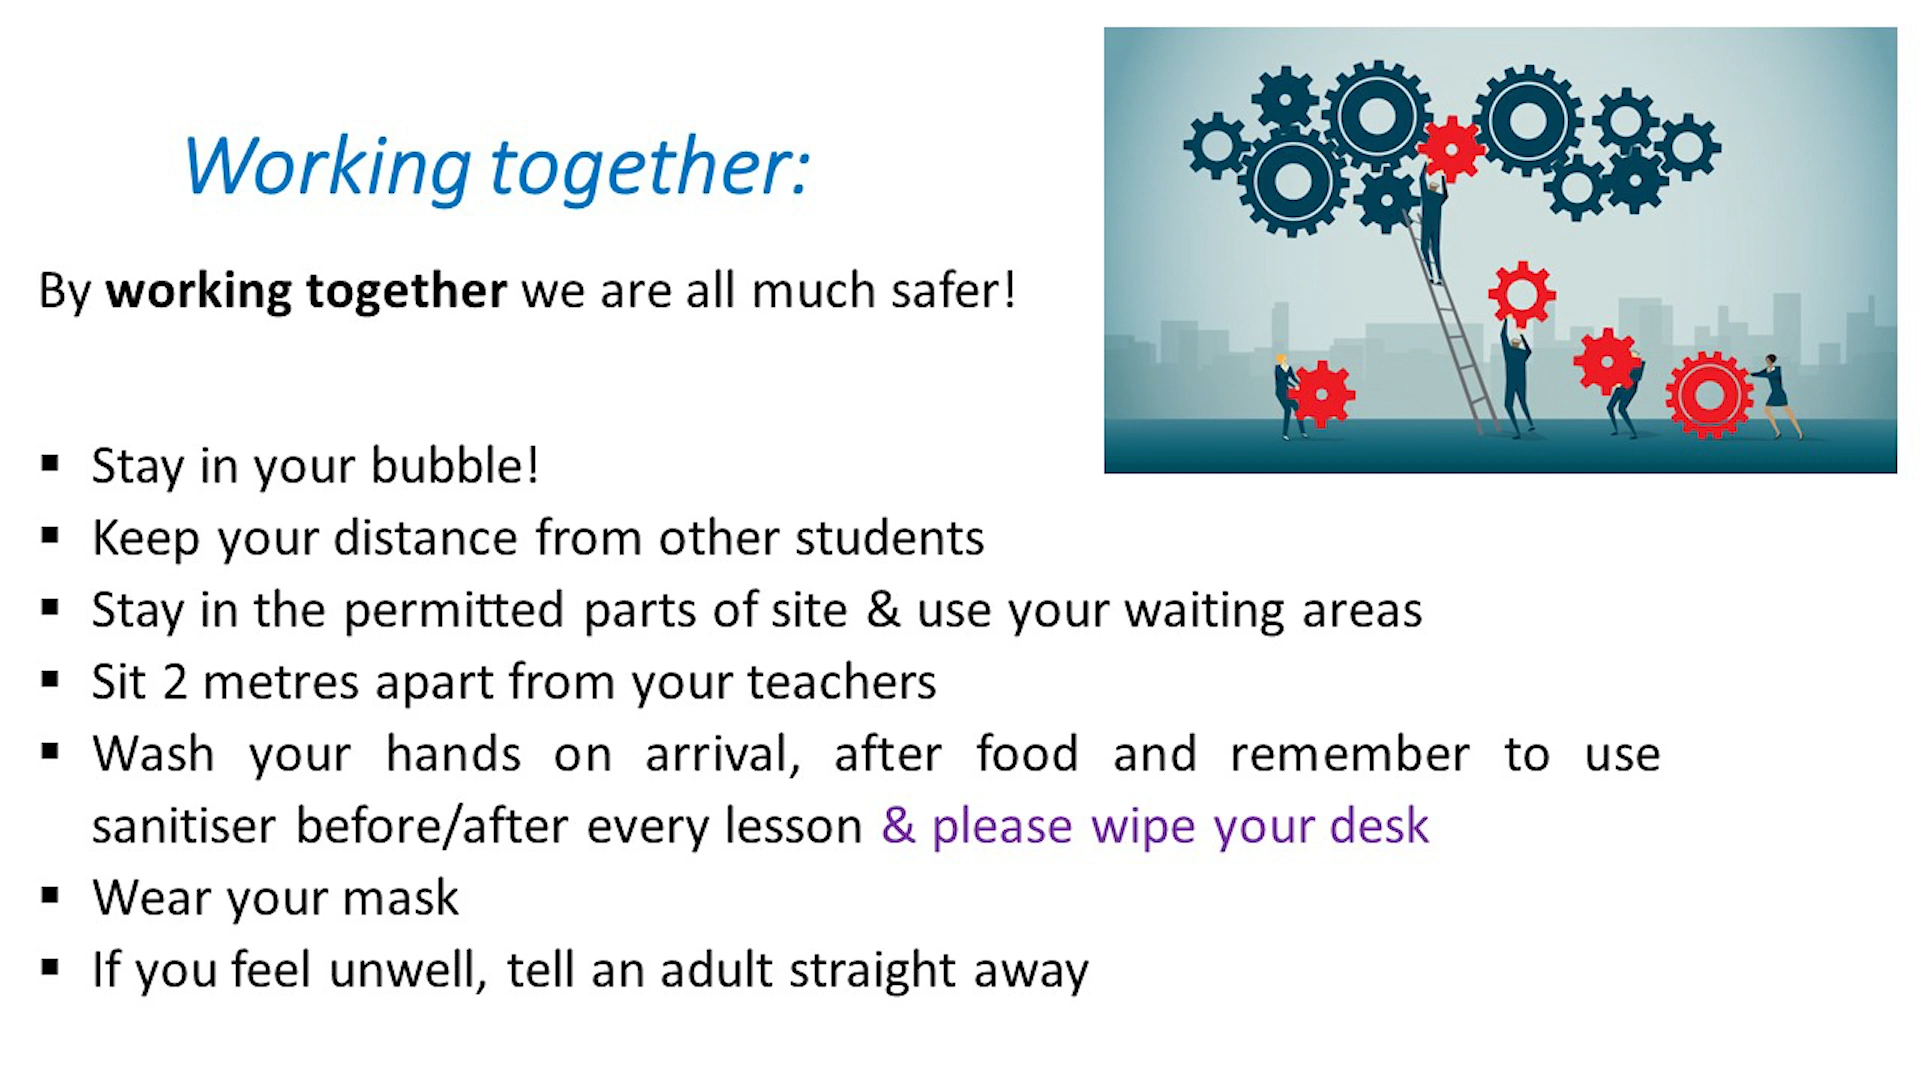 Working together:
By working together we are all much safer!
▪ Stay in your bubble!
▪ Keep your distance from other students
▪ Stay in the permitted parts of site & use your waiting areas
▪ Sit 2 metres apart from your teachers
▪ Wash your hands on arrival, after food and remember to use
sanitiser before/after every lesson & please wipe your desk
▪ Wear your mask
▪ If you feel unwell, tell an adult straight away